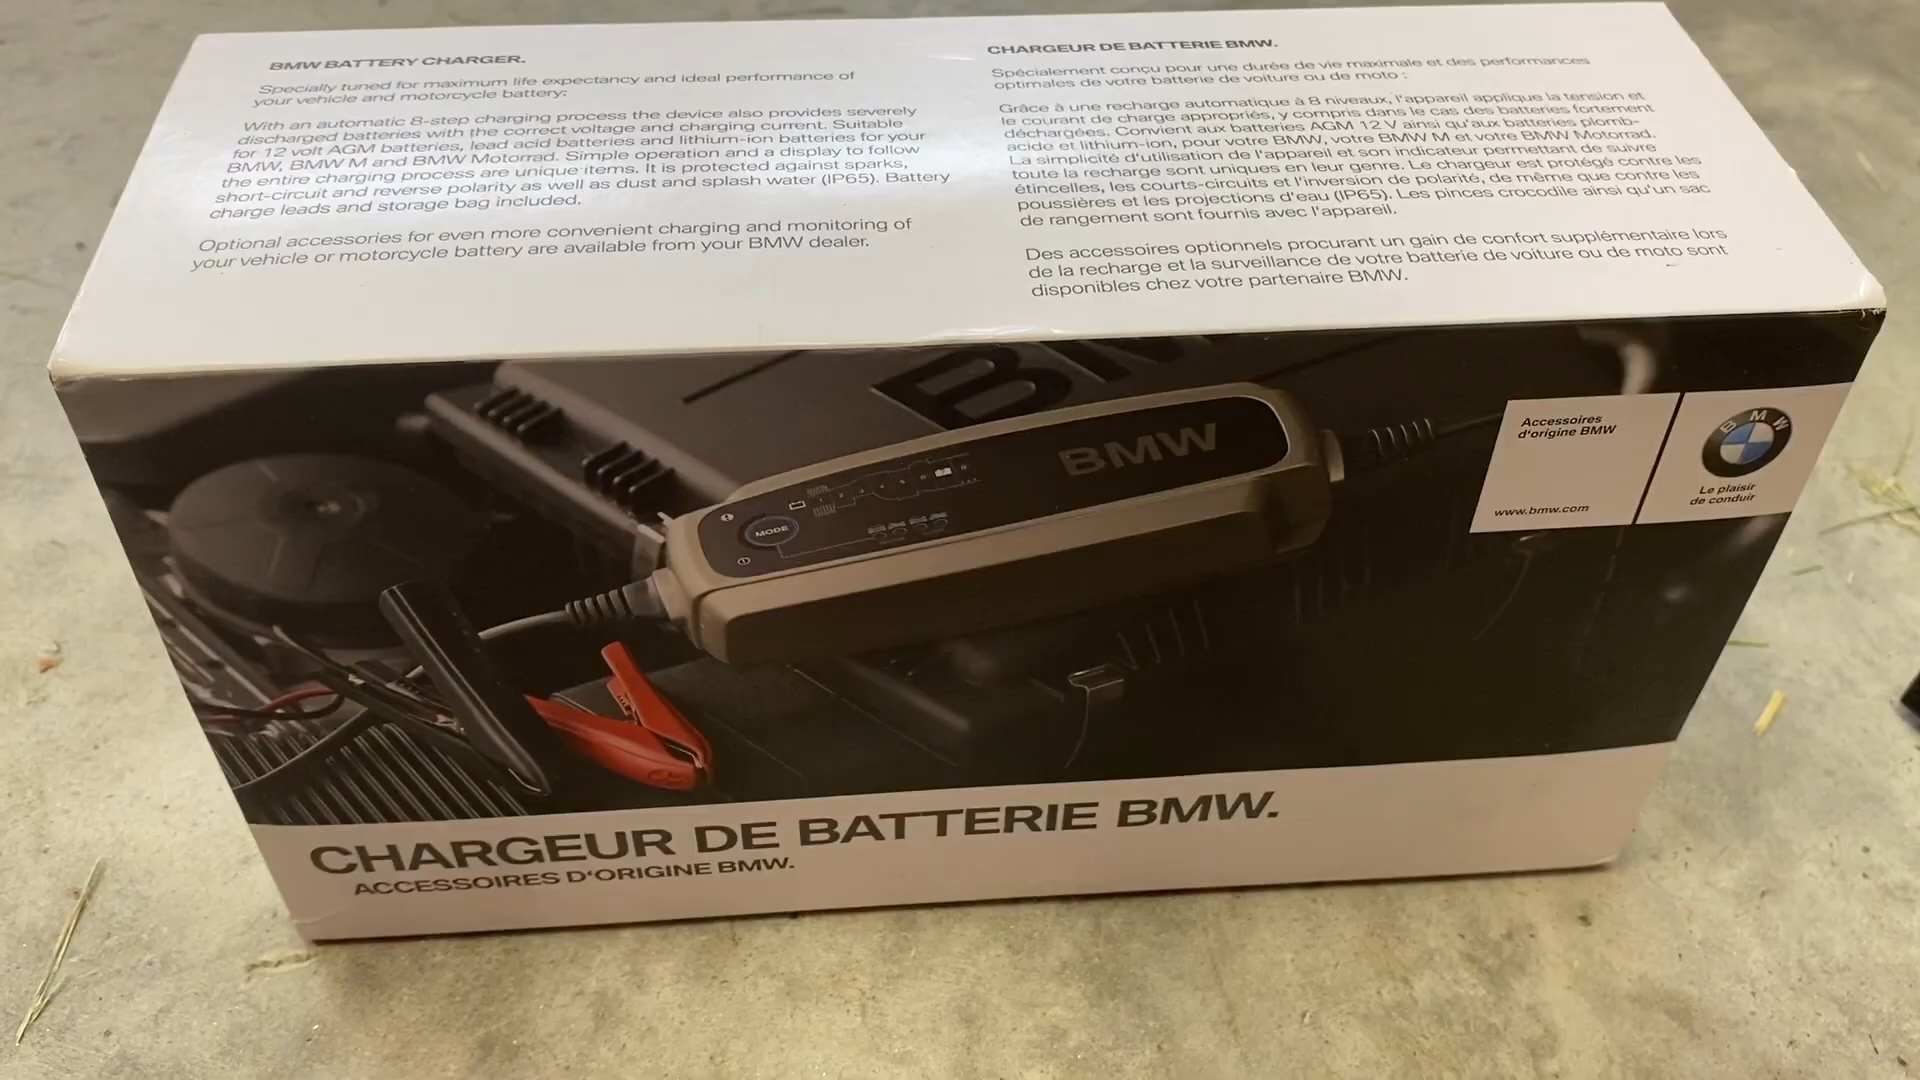 BMW BATTERY CHARGER.
Specially tuned for maximum life expectancy and ideal performance of
your vehicle and motorcycle battery:
With an automatic 8-step charging process the device also provides severely
discharged batteries with the correct voltage and charging current. Suitable
for 12 volt AGM batteries, lead acid batteries and lithium-ion batteries for your
BMW, BMW M and BMW Motorrad. Simple operation and a display to follow
the entire charging process are unique items. It is protected against sparks,
short-circuit and reverse polarity as well as dust and splash water (IP65). Battery
charge leads and storage bag included.
Optional accessories for even more convenient charging and monitoring of
your vehicle or motorcycle battery are available from your BMW dealer.
CHARGEUR DE BATTERIE BMW.
Spécialement conçu pour une durée de vie maximale et des performances
optimales de votre batterie de voiture ou de moto :
Grâce à une recharge automatique à 8 niveaux, l'appareil applique la tension et
le courant de charge appropriés, y compris dans le cas des batteries fortement
déchargées. Convient aux batteries AGM 12 V ainsi qu'aux batteries plomb-
acide et lithium-ion, pour votre BMW, votre BMW M et votre BMW Motorrad.
La simplicité d'utilisation de l'appareil et son indicateur permettant de suivre
toute la recharge sont uniques en leur genre. Le chargeur est protégé contre les
étincelles, les courts-circuits et l'inversion de polarité, de même que contre les
poussières et les projections d'eau (IP65). Les pinces crocodile ainsi qu'un sac
de rangement sont fournis avec l'appareil.
Des accessoires optionnels procurant un gain de confort supplémentaire lors
de la recharge et la surveillance de votre batterie de voiture ou de moto sont
disponibles chez votre partenaire BMW.
BMW
MODE
Accessoires
d'origine BMW
www.bmw.com
BMW
Le plaisir
de conduir
CHARGEUR DE BATTERIE BMW.
ACCESSOIRES D'ORIGINE BMW.